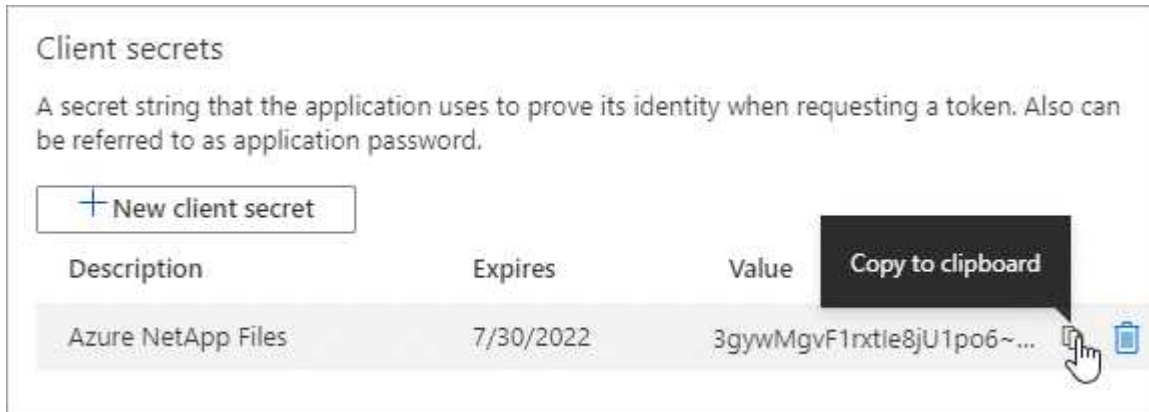 Client secrets
A secret string that the application uses to prove its identity when requesting a token. Also can
be referred to as application password.
New client secret
Copy to clipboard
Description Expires Value
Azure NetApp Files 7/30/2022 3gywMgvF1rxtIe8jU1po6~...